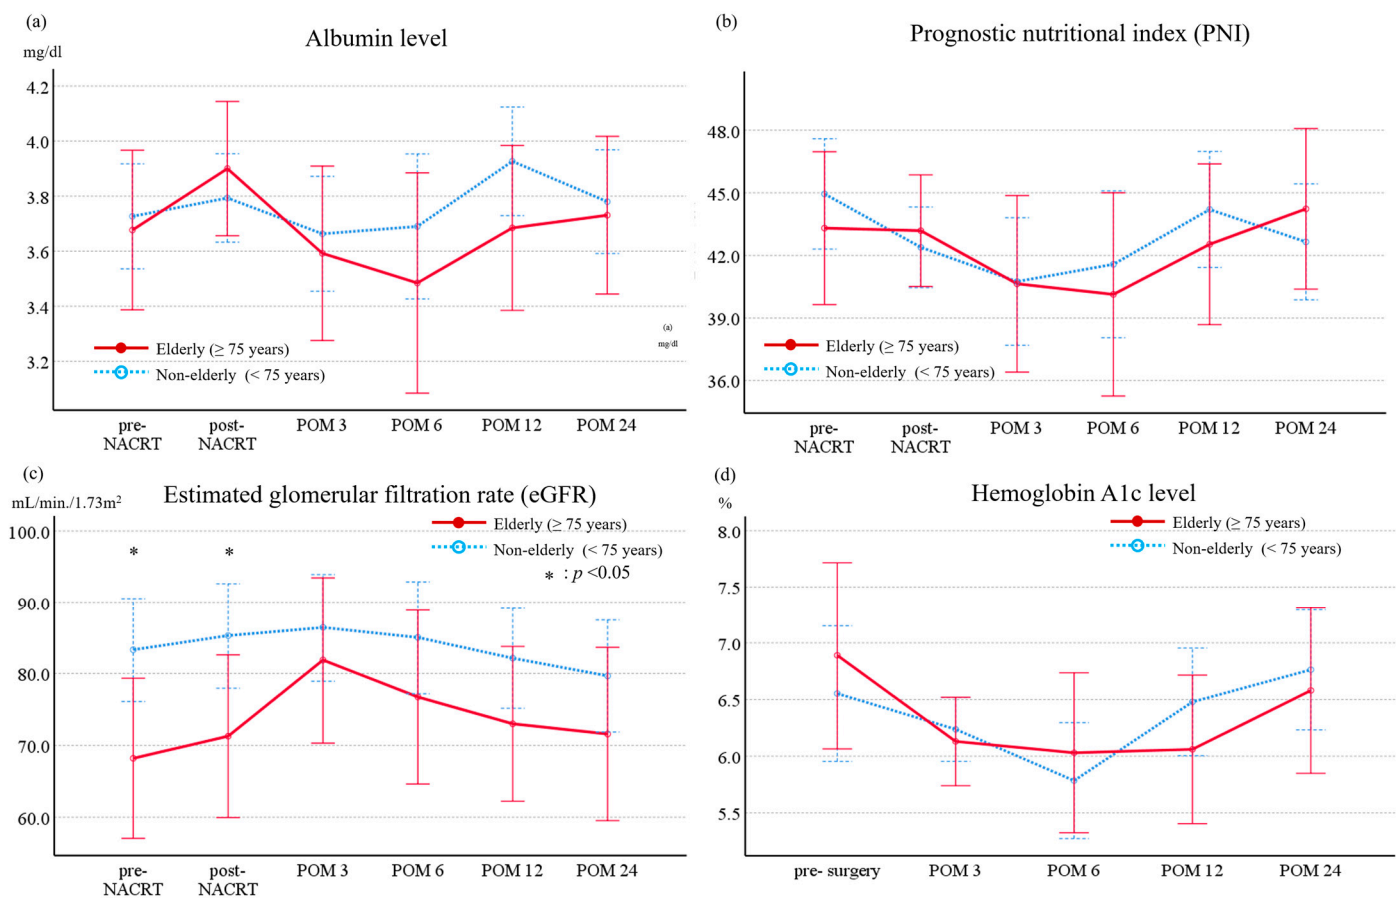 (a)
Albumin level
mg/dl
4.2
4.0
3.8
3.6
3.4
3.2
Elderly (≥ 75 years)
Non-elderly (< 75 years)
(a)
mg/dl
pre-
NACRT
post-
NACRT
POM 3
POM 6
POM 12
POM 24
(b)
Prognostic nutritional index (PNI)
48.0
45.0
42.0
39.0
36.0
Elderly (≥ 75 years)
Non-elderly (< 75 years)
pre-
NACRT
post-
NACRT
POM 3
POM 6
POM 12
POM 24
(c)
Estimated glomerular filtration rate (eGFR)
mL/min./1.73m²
100.0
90.0
80.0
70.0
60.0
Elderly (≥ 75 years)
Non-elderly (< 75 years)
* : p <0.05
*
*
pre-
NACRT
post-
NACRT
POM 3
POM 6
POM 12
POM 24
(d)
Hemoglobin A1c level
%
8.0
7.5
7.0
6.5
6.0
5.5
Elderly (≥ 75 years)
Non-elderly (< 75 years)
pre- surgery
POM 3
POM 6
POM 12
POM 24